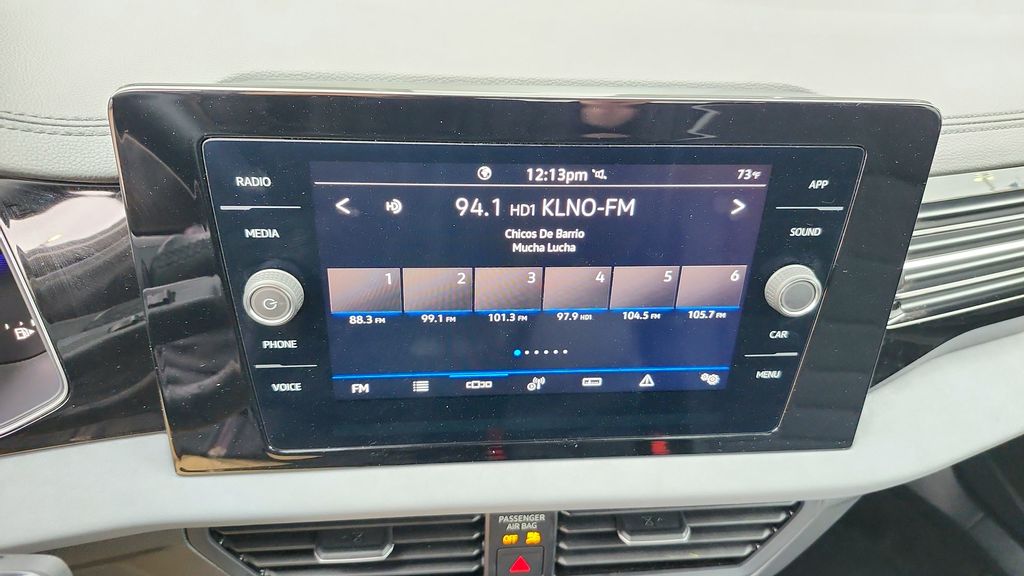 RADIO
MEDIA
PHONE
VOICE
12:13pm
73°F
94.1 HD1 KLNO-FM
Chicos De Barrio
Mucha Lucha
1 2 3 4 5 6
88.3 FM 99.1 FM 101.3 FM 97.9 HD1 104.5 FM 105.7 FM
FM
APP
SOUND
CAR
MENU
PASSENGER
AIR BAG
OFF